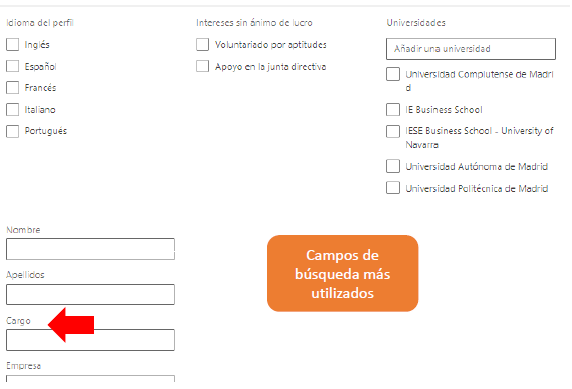 Idioma del perfil
Inglés
Español
Francés
Italiano
Portugués
Intereses sin ánimo de lucro
Voluntariado por aptitudes
Apoyo en la junta directiva
Universidades
Añadir una universidad
Universidad Complutense de Madri
d
IE Business School
IESE Business School - University of
Navarra
Universidad Autónoma de Madrid
Universidad Politécnica de Madrid
Nombre
Apellidos
Cargo
Empresa
Campos de
búsqueda más
utilizados